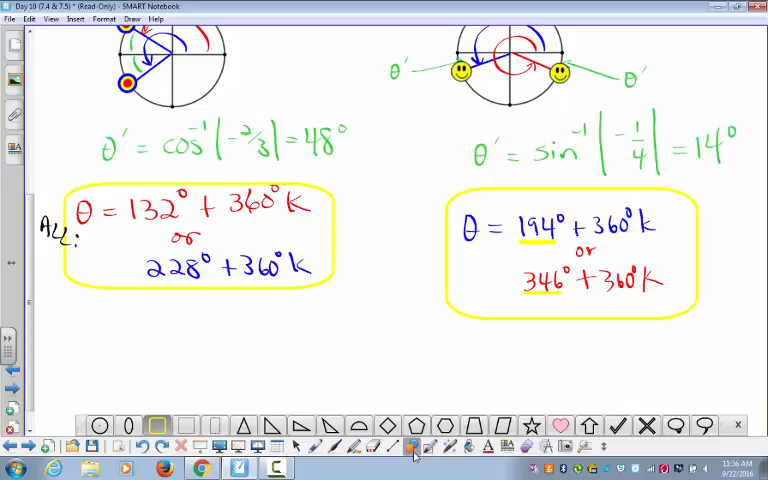 Day 10 (7.4 & 7.5) * (Read-Only) - SMART Notebook
File Edit View Insert Format Tools Draw Help
θ' θ'
θ' = cos⁻¹|-2/3| = 48°
θ' = sin⁻¹|-1/4| = 14°
ALL:
θ = 132° + 360°K
or
228° + 360°K
θ = 194° + 360°K
or
346° + 360°K
11:56 AM
9/22/2016